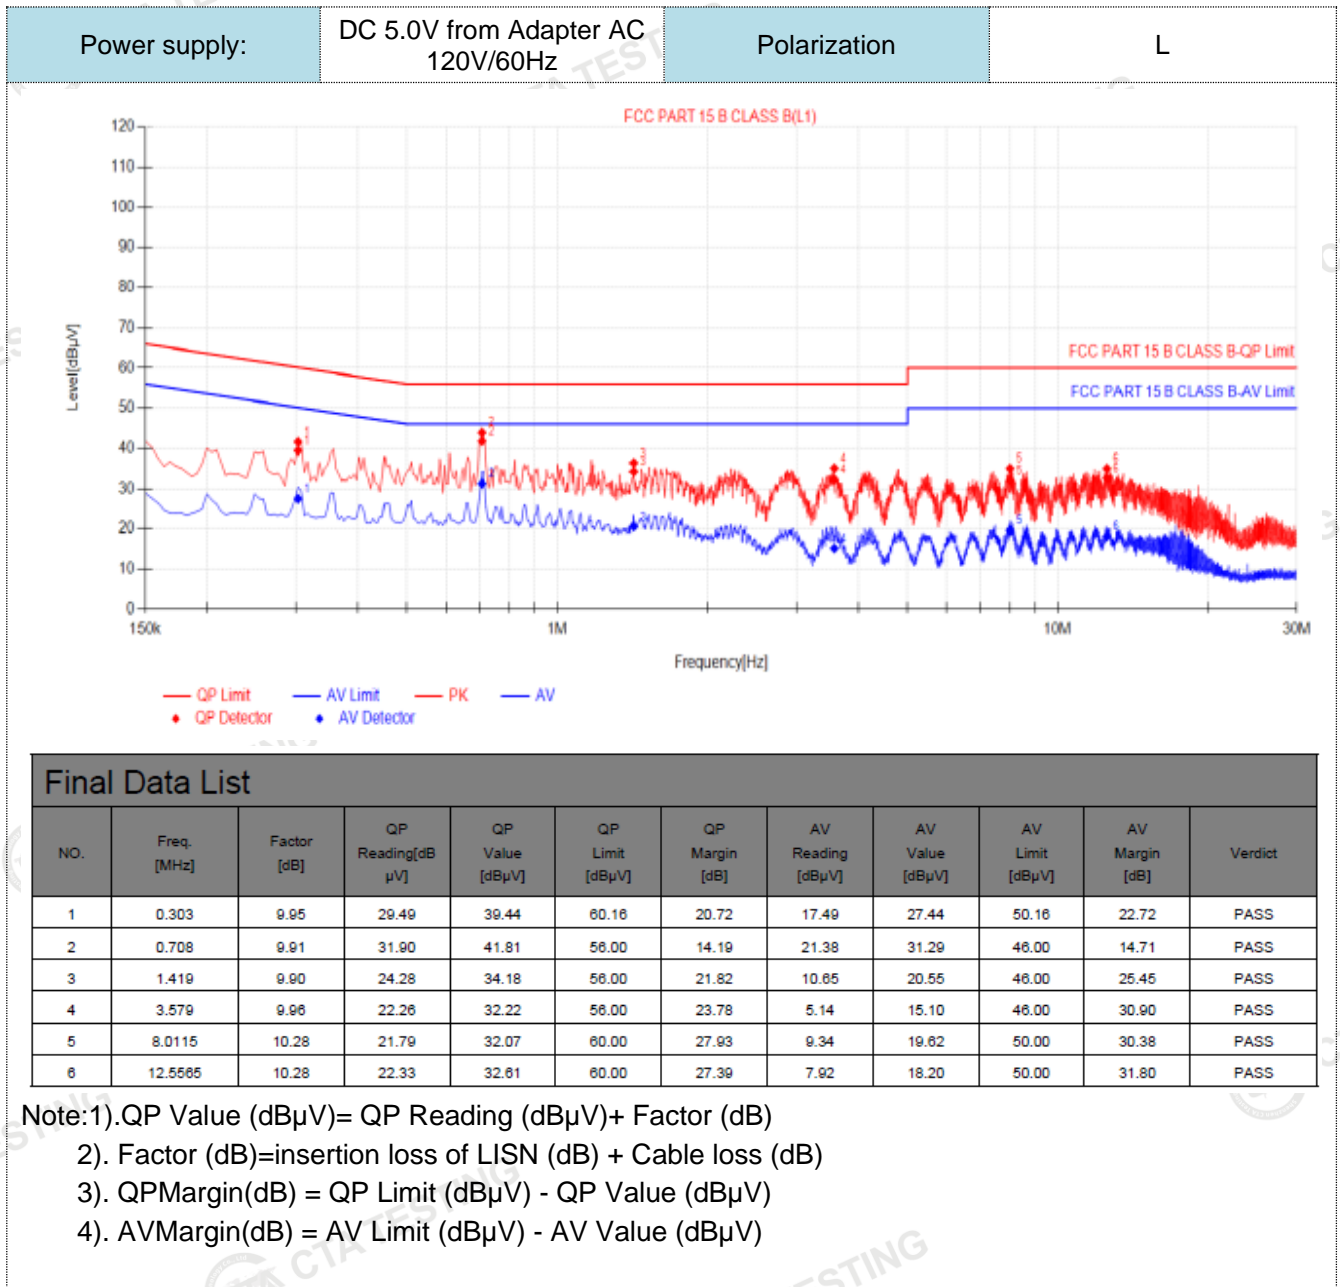 Power supply: DC 5.0V from Adapter AC 120V/60Hz Polarization L
FCC PART 15 B CLASS B(L1)
120
110
100
90
80
70
60
50
40
30
20
10
0
Level[dBµV]
FCC PART 15 B CLASS B-QP Limit
FCC PART 15 B CLASS B-AV Limit
150k 1M 10M 30M
Frequency[Hz]
QP Limit AV Limit PK AV
QP Detector AV Detector
Final Data List
NO. Freq. [MHz] Factor [dB] QP Reading[dBµV] QP Value [dBµV] QP Limit [dBµV] QP Margin [dB] AV Reading [dBµV] AV Value [dBµV] AV Limit [dBµV] AV Margin [dB] Verdict
1 0.303 9.95 29.49 39.44 60.16 20.72 17.49 27.44 50.16 22.72 PASS
2 0.708 9.91 31.90 41.81 56.00 14.19 21.38 31.29 46.00 14.71 PASS
3 1.419 9.90 24.28 34.18 56.00 21.82 10.65 20.55 46.00 25.45 PASS
4 3.579 9.96 22.26 32.22 56.00 23.78 5.14 15.10 46.00 30.90 PASS
5 8.0115 10.28 21.79 32.07 60.00 27.93 9.34 19.62 50.00 30.38 PASS
6 12.5565 10.28 22.33 32.61 60.00 27.39 7.92 18.20 50.00 31.80 PASS
Note:1).QP Value (dBµV)= QP Reading (dBµV)+ Factor (dB)
2). Factor (dB)=insertion loss of LISN (dB) + Cable loss (dB)
3). QPMargin(dB) = QP Limit (dBµV) - QP Value (dBµV)
4). AVMargin(dB) = AV Limit (dBµV) - AV Value (dBµV)
CTA TESTING